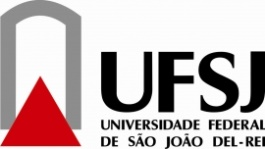 UFSJ
UNIVERSIDADE FEDERAL
DE SÃO JOÃO DEL-REI